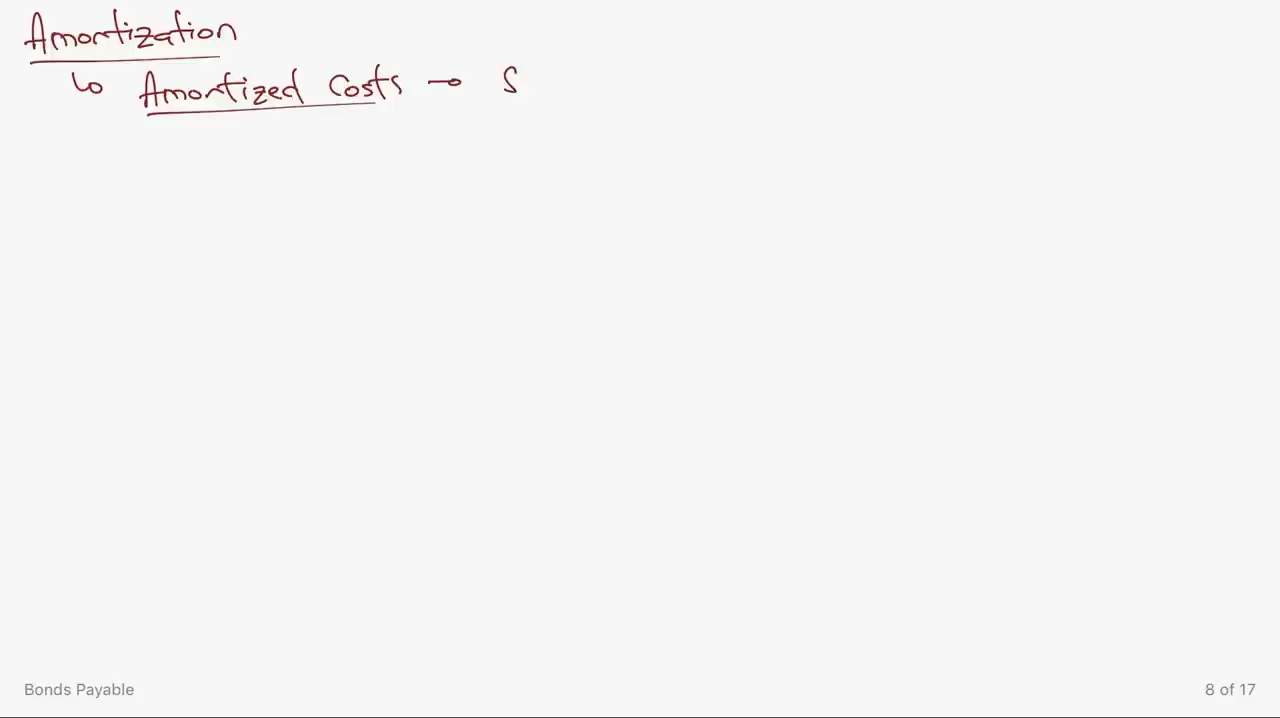 Amortization
↳ Amortized Costs → S
Bonds Payable
8 of 17